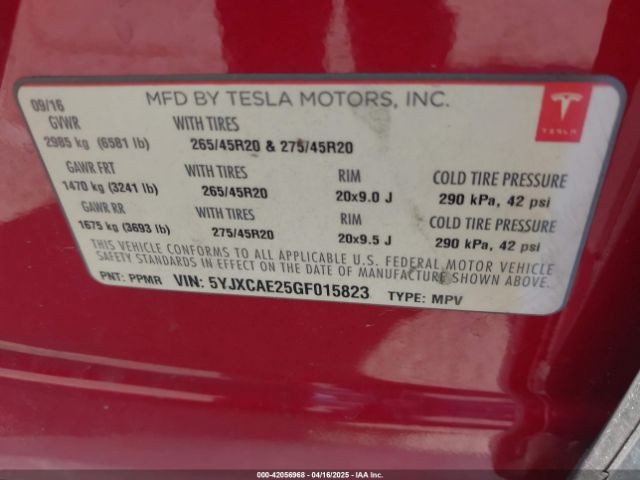 09/16 MFD BY TESLA MOTORS, INC.
GVWR WITH TIRES
2985 kg (6581 lb) 265/45R20 & 275/45R20
TESLA
GAWR FRT WITH TIRES RIM COLD TIRE PRESSURE
1470 kg (3241 lb) 265/45R20 20x9.0 J 290 kPa, 42 psi
GAWR RR WITH TIRES RIM COLD TIRE PRESSURE
1675 kg (3693 lb) 275/45R20 20x9.5 J 290 kPa, 42 psi
THIS VEHICLE CONFORMS TO ALL APPLICABLE U.S. FEDERAL MOTOR VEHICLE
SAFETY STANDARDS IN EFFECT ON THE DATE OF MANUFACTURE SHOWN ABOVE.
PNT: PPMR VIN: 5YJXCAE25GF015823 TYPE: MPV
000-42056968 - 04/16/2025 - IAA Inc.